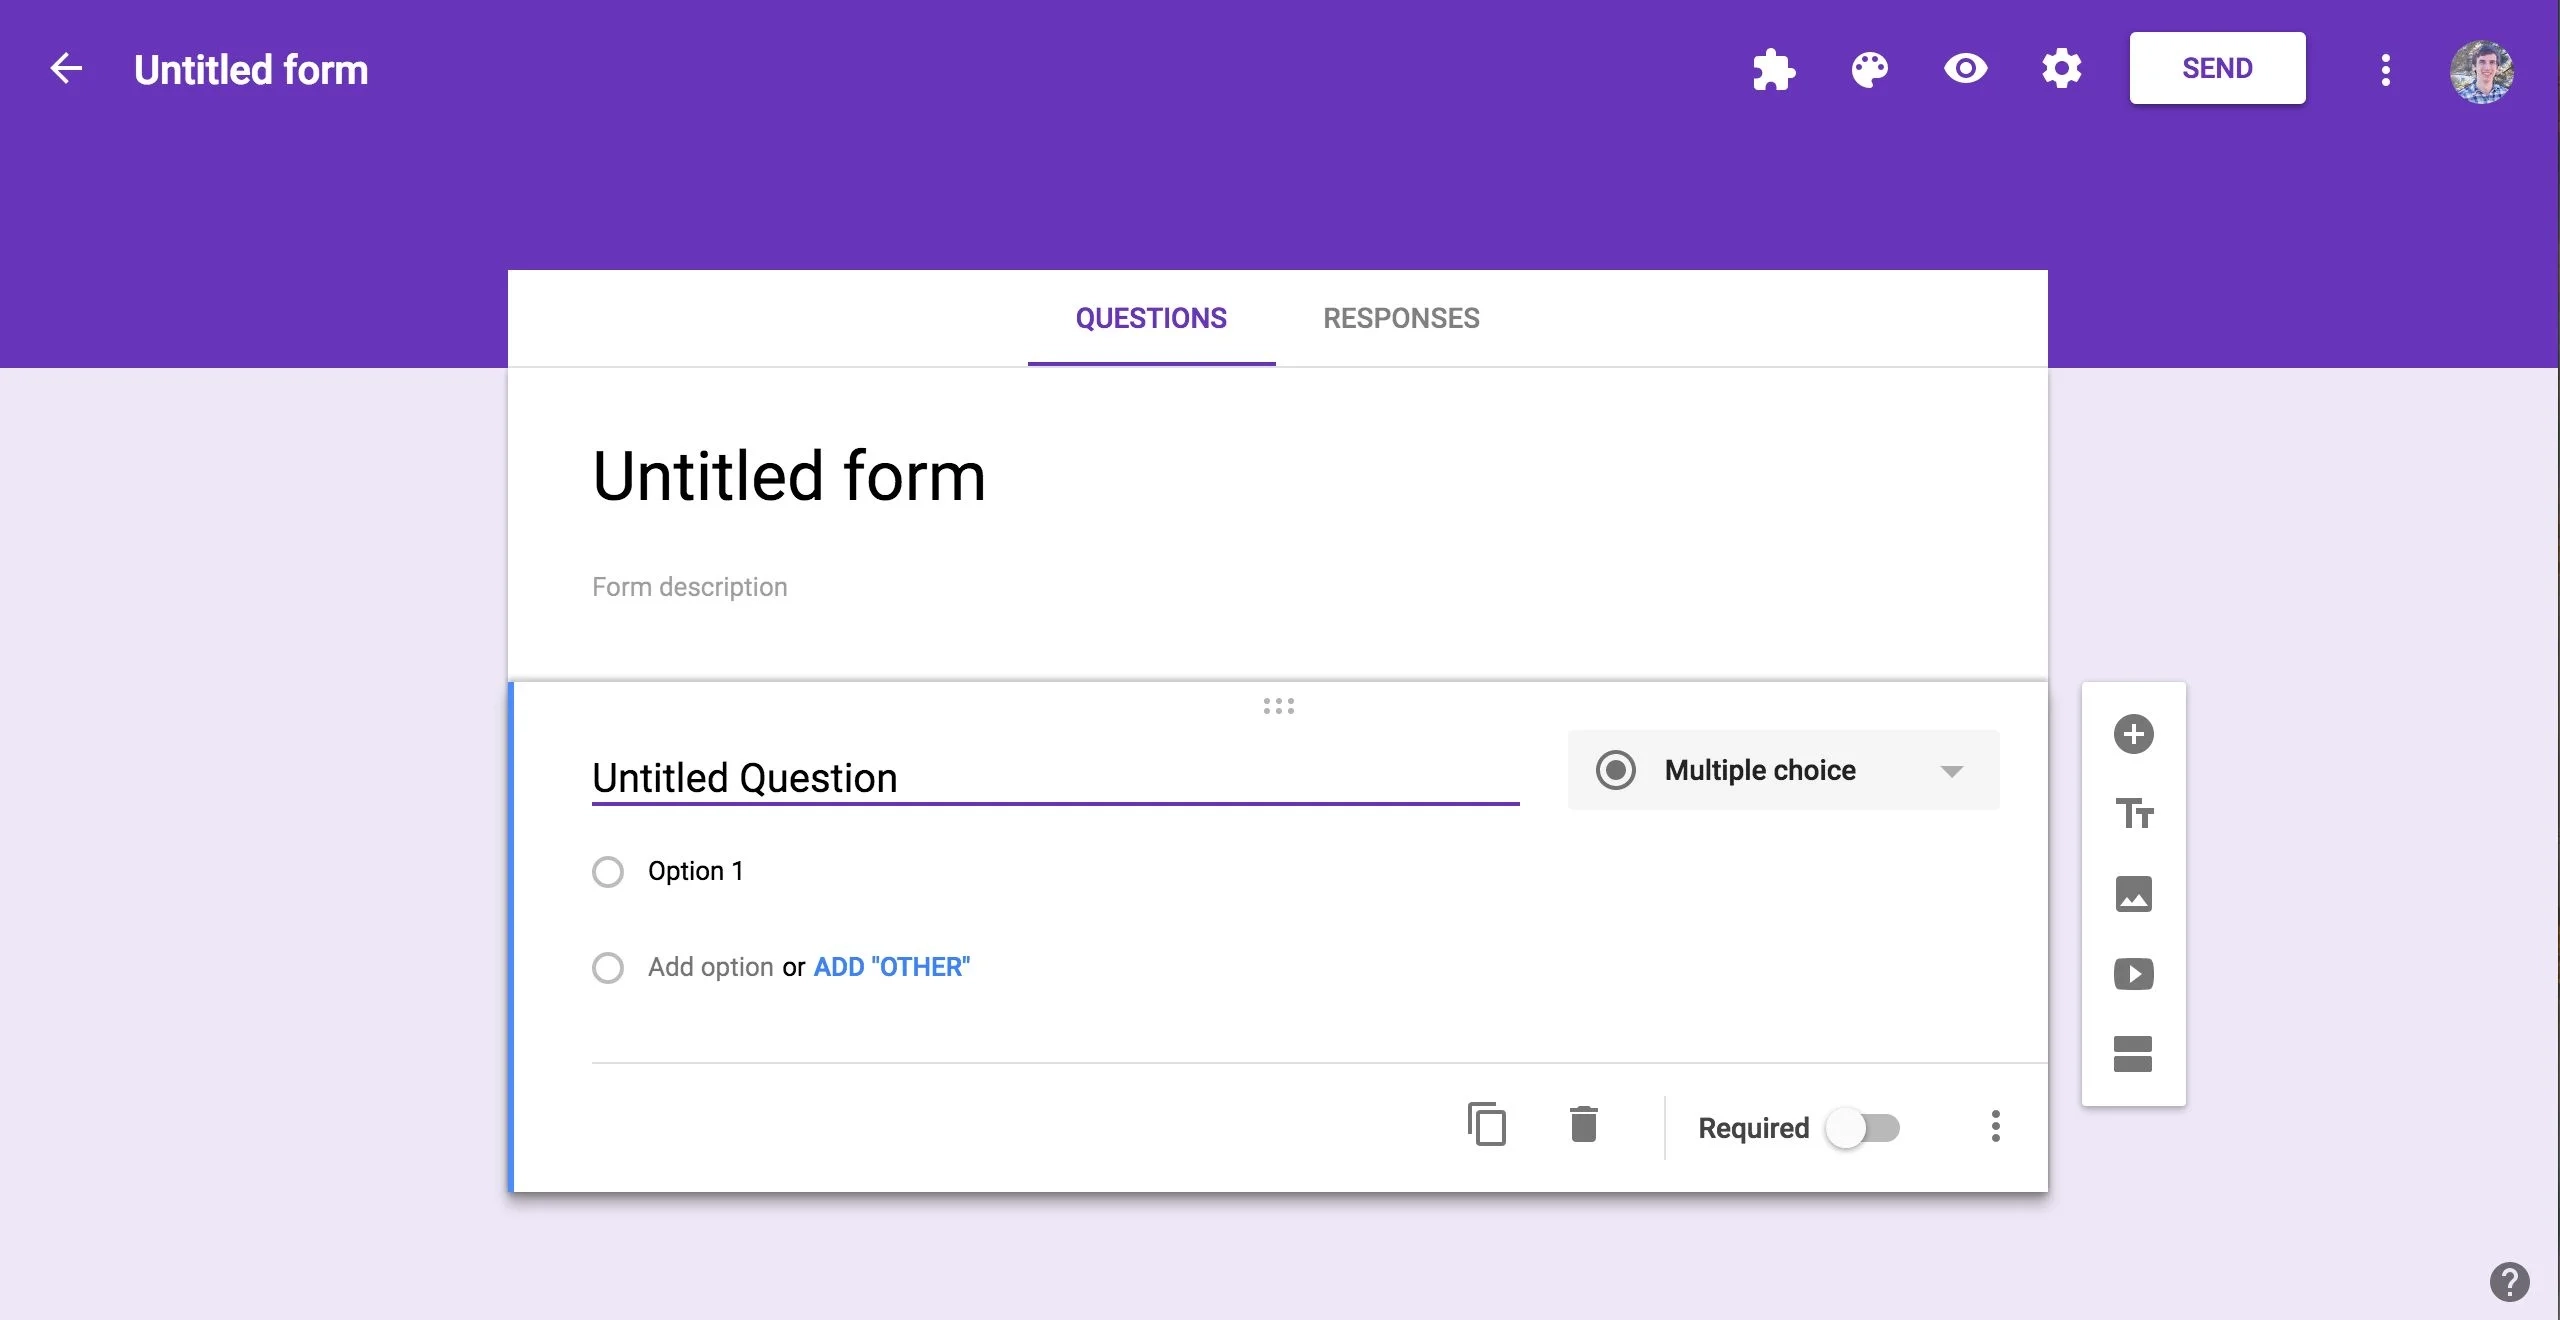 Untitled form
SEND
QUESTIONS
RESPONSES
Untitled form
Form description
Untitled Question
Multiple choice
Option 1
Add option or ADD "OTHER"
Required